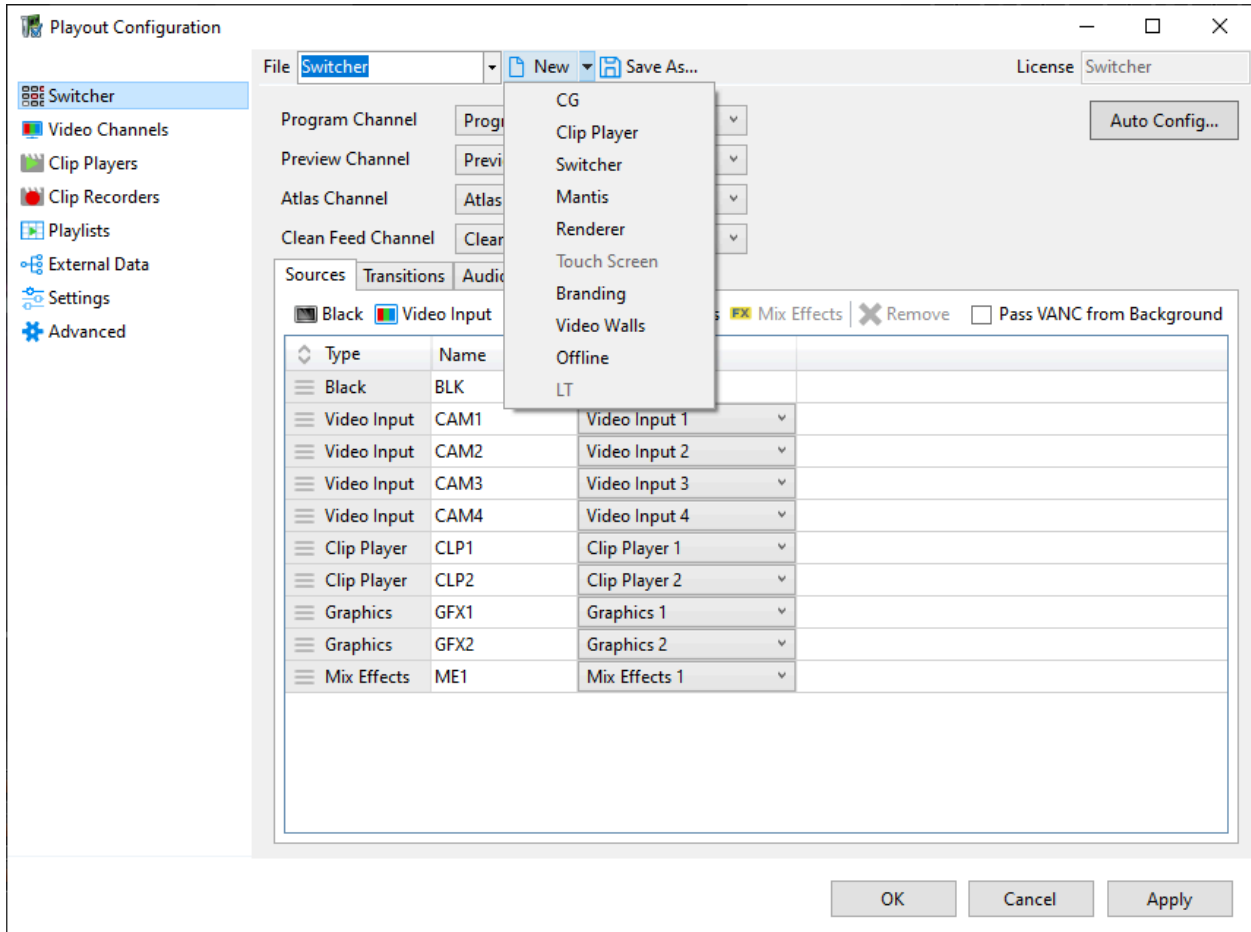 Playout Configuration
File Switcher New Save As... License Switcher
Switcher
Video Channels
Clip Players
Clip Recorders
Playlists
External Data
Settings
Advanced
CG
Clip Player
Switcher
Mantis
Renderer
Touch Screen
Branding
Video Walls
Offline
LT
Program Channel Auto Config...
Preview Channel
Atlas Channel Atlas
Clean Feed Channel
Sources Transitions
Black Video Input FX Mix Effects Remove Pass VANC from Background
Type Name
Black BLK
Video Input CAM1 Video Input 1
Video Input CAM2 Video Input 2
Video Input CAM3 Video Input 3
Video Input CAM4 Video Input 4
Clip Player CLP1 Clip Player 1
Clip Player CLP2 Clip Player 2
Graphics GFX1 Graphics 1
Graphics GFX2 Graphics 2
Mix Effects ME1 Mix Effects 1
OK Cancel Apply